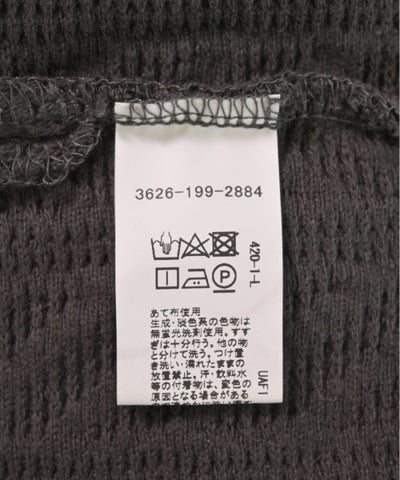 3626-199-2884
420-1-L
あて布使用
生成・淡色系の色物は
無蛍光洗剤使用。すす
ぎは十分行う。他の物
と分けて洗う。つけ置
き洗い・濡れたままの
放置禁止。汗・飲料水
等の付着物は、変色の
原因となる場合がある
UAF1